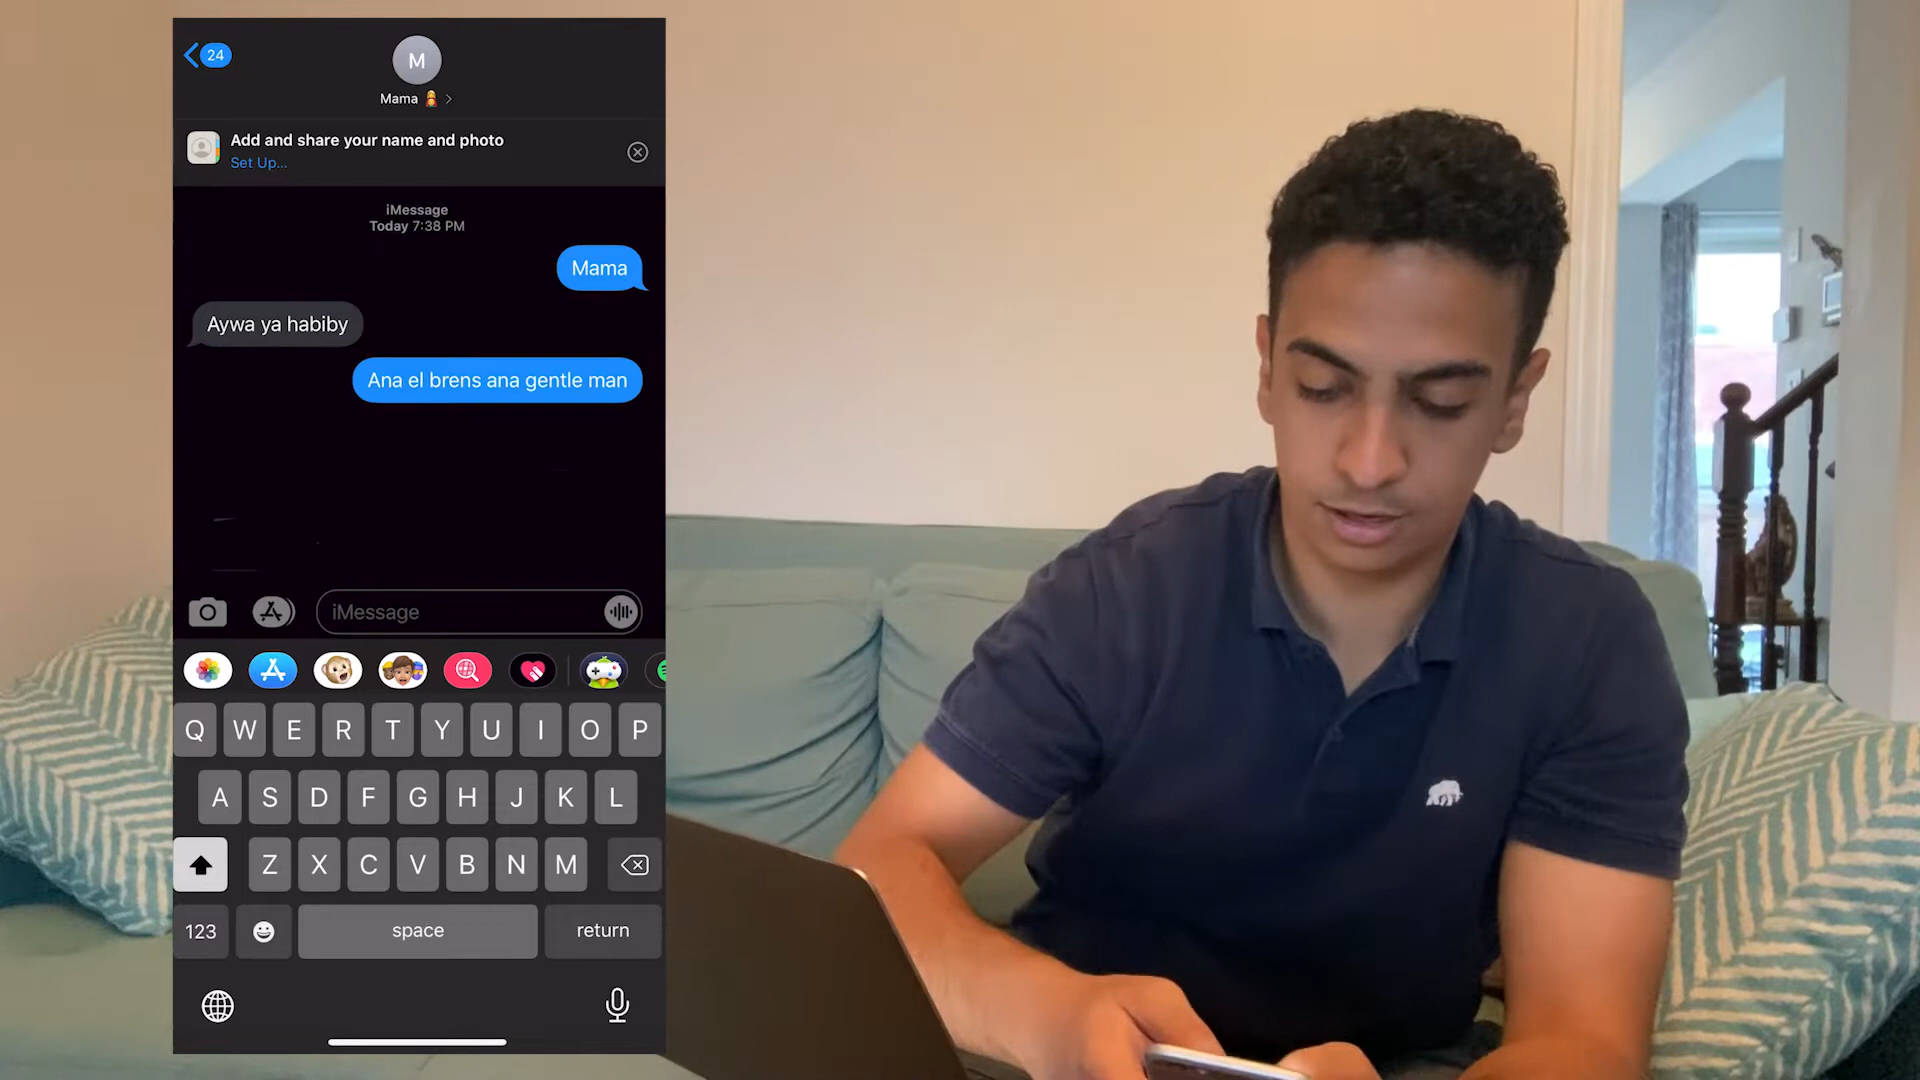 24
M
Mama
Add and share your name and photo
Set Up...
iMessage
Today 7:38 PM
Mama
Aywa ya habiby
Ana el brens ana gentle man
iMessage
Q W E R T Y U I O P
A S D F G H J K L
Z X C V B N M
123 space return